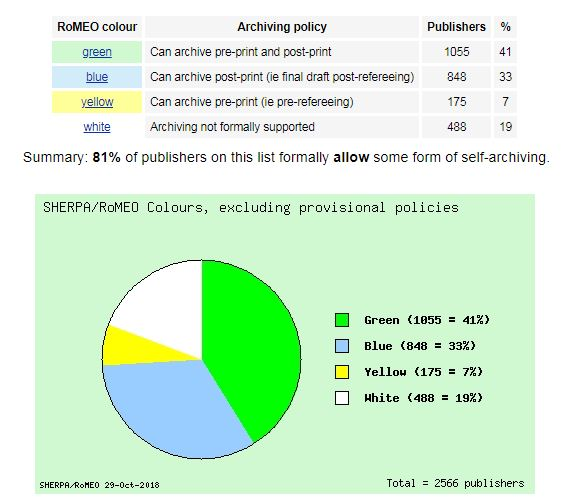 RoMEO colour Archiving policy Publishers %
green Can archive pre-print and post-print 1055 41
blue Can archive post-print (ie final draft post-refereeing) 848 33
yellow Can archive pre-print (ie pre-refereeing) 175 7
white Archiving not formally supported 488 19
Summary: 81% of publishers on this list formally allow some form of self-archiving.
SHERPA/RoMEO Colours, excluding provisional policies
Green (1055 = 41%)
Blue (848 = 33%)
Yellow (175 = 7%)
White (488 = 19%)
SHERPA/RoMEO 29-Oct-2018 Total = 2566 publishers